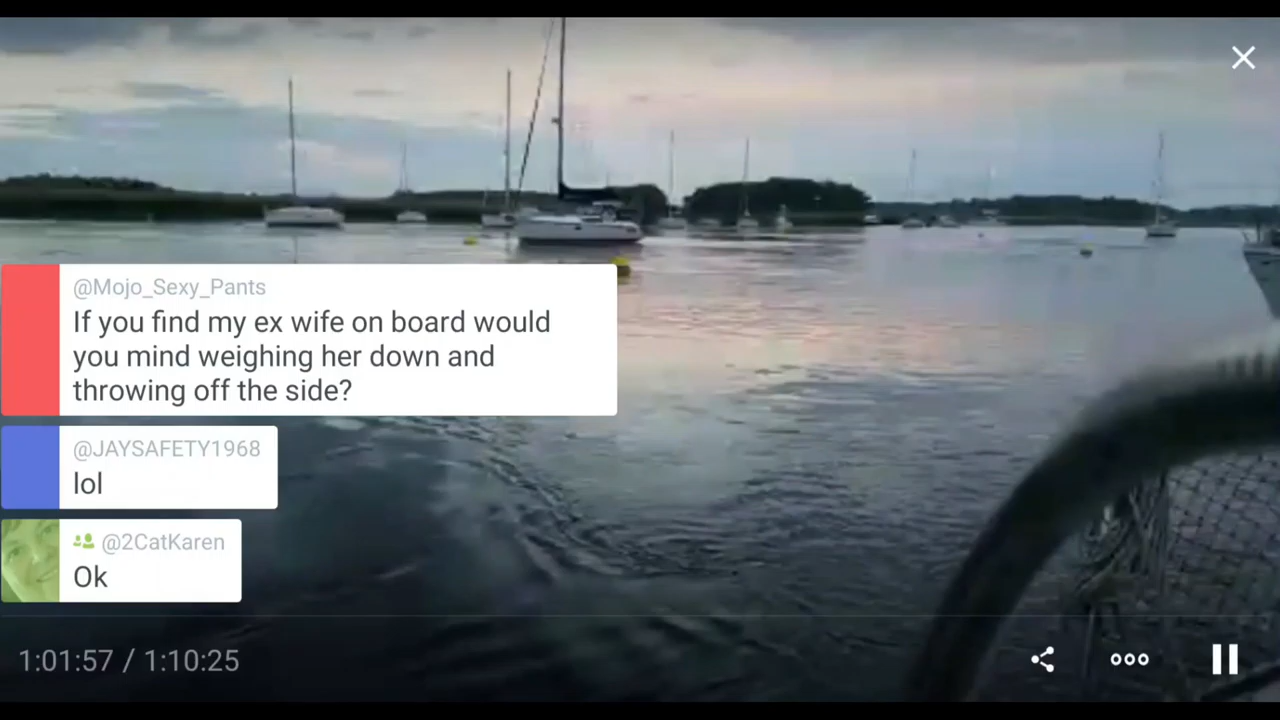 @Mojo_Sexy_Pants
If you find my ex wife on board would
you mind weighing her down and
throwing off the side?
@JAYSAFETY1968
lol
@2CatKaren
Ok
1:01:57 / 1:10:25